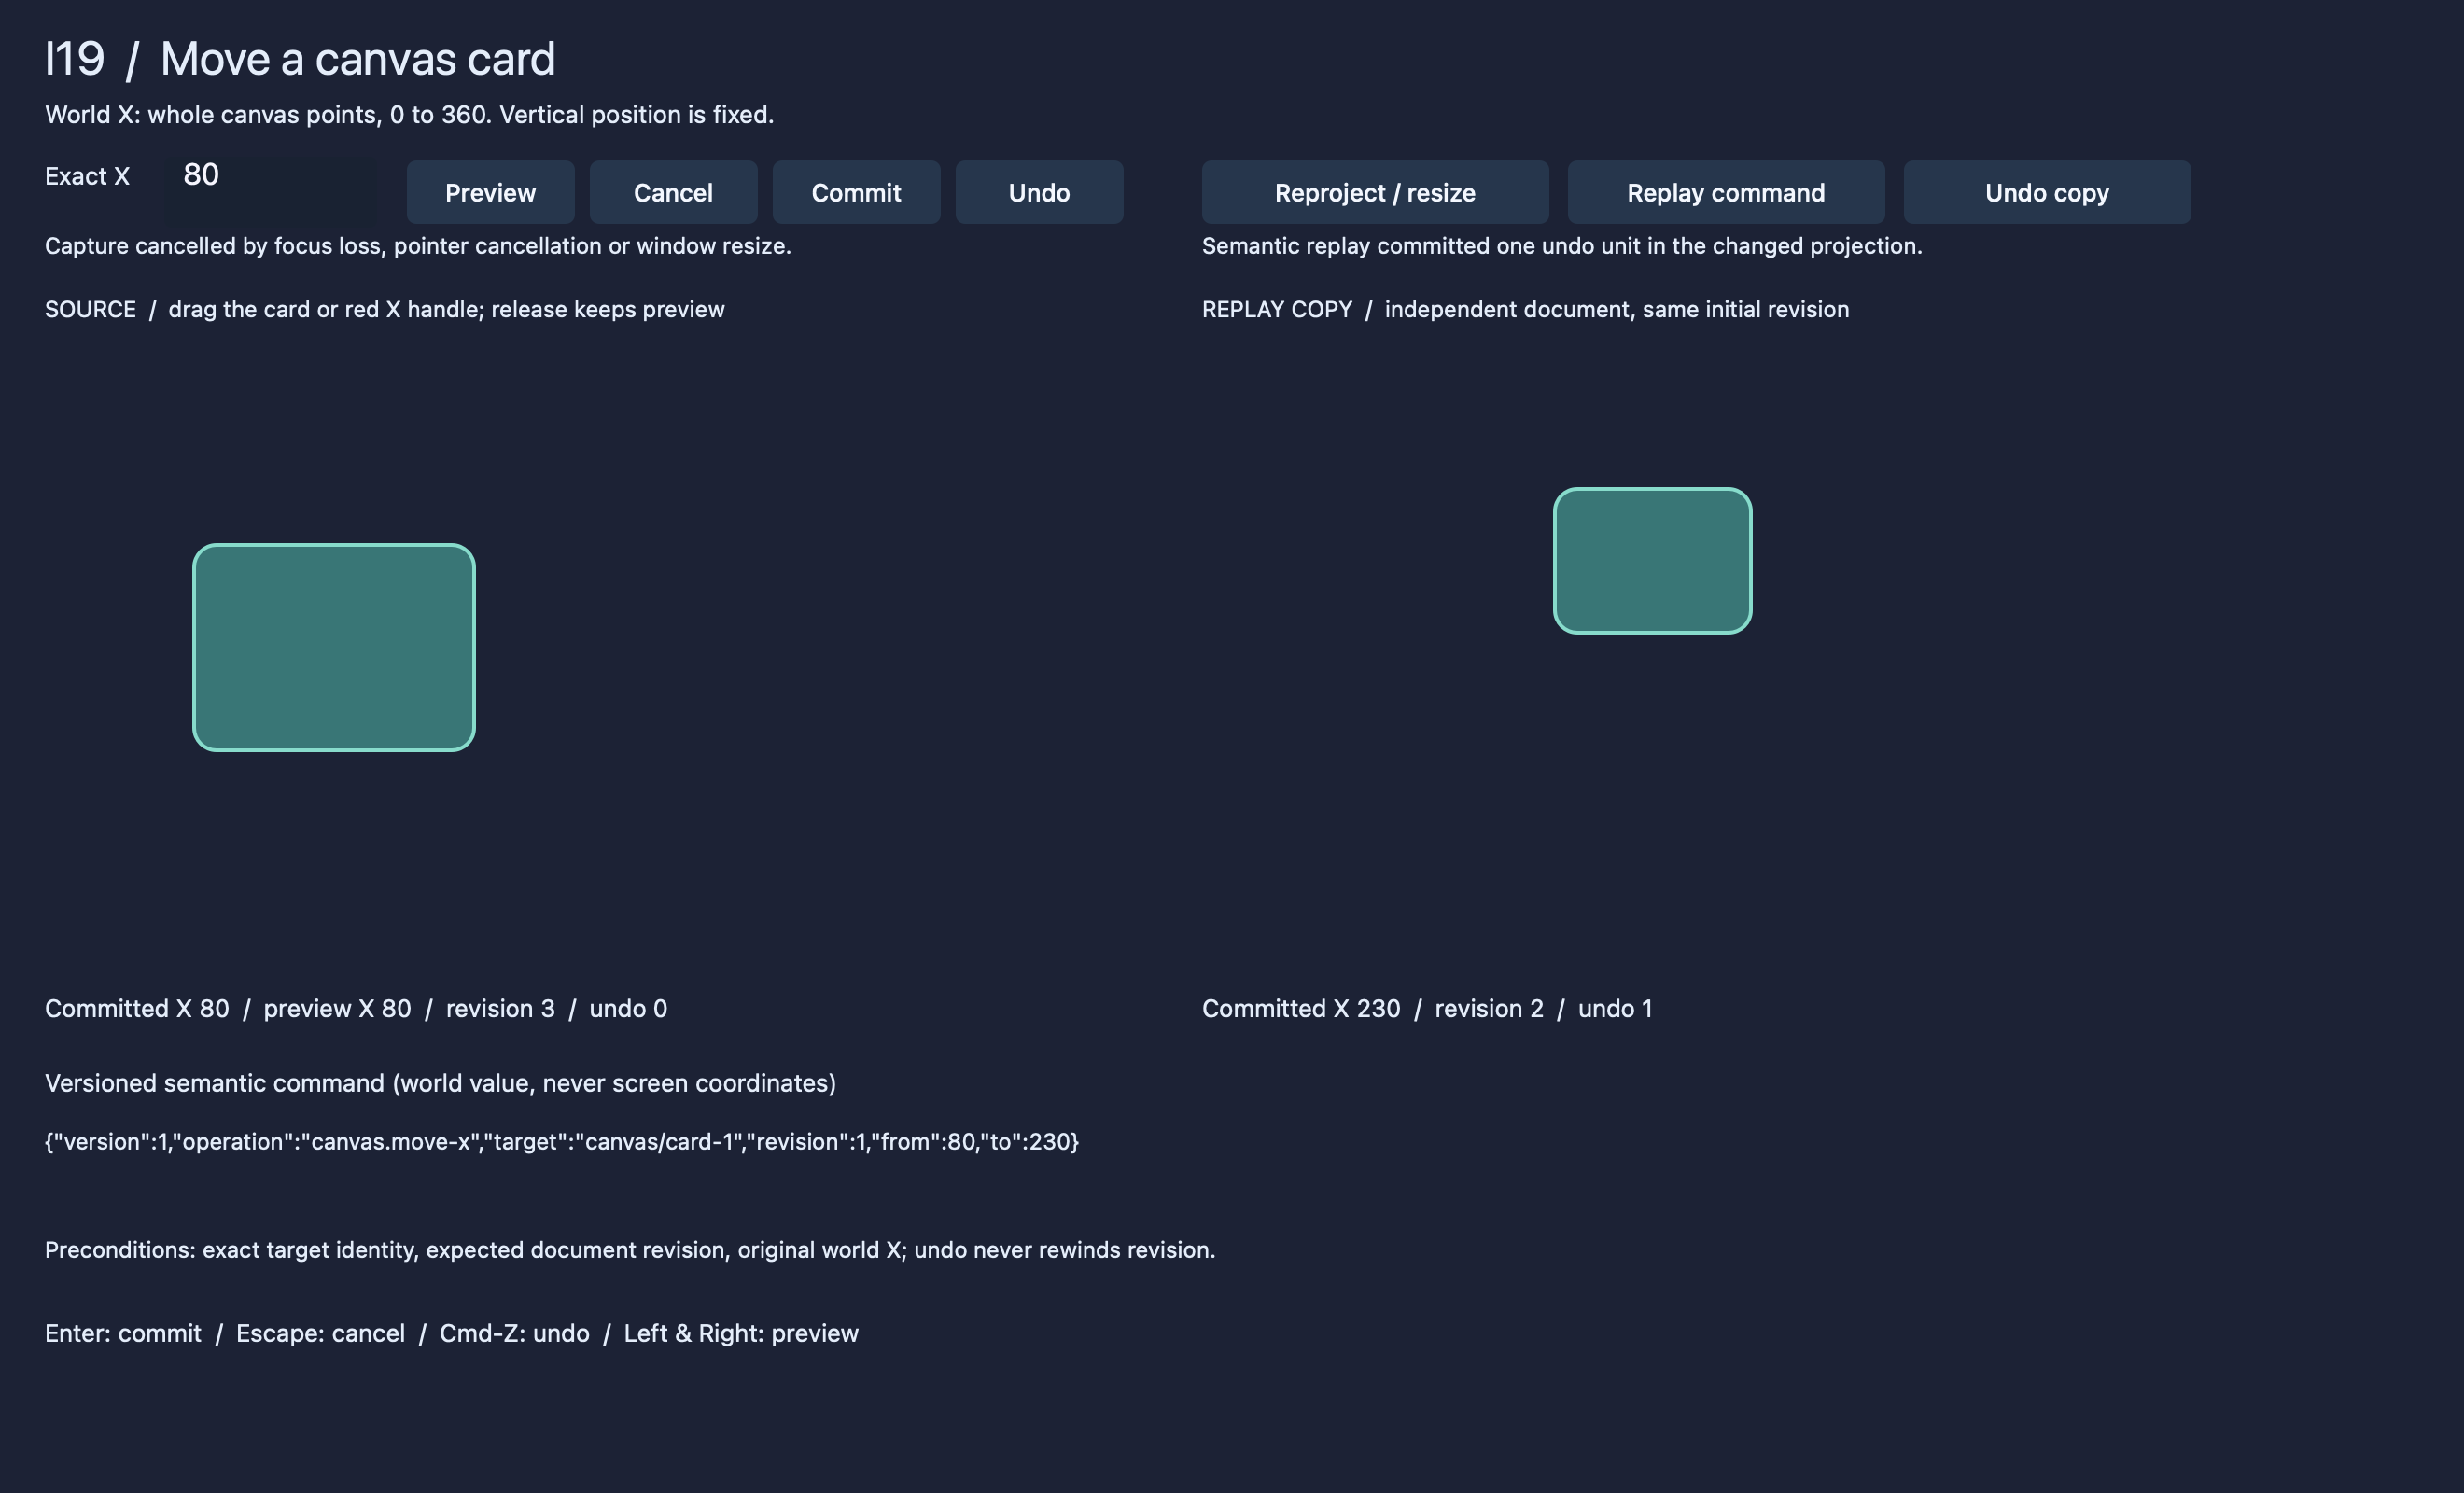 I19 / Move a canvas card
World X: whole canvas points, 0 to 360. Vertical position is fixed.
Exact X 80 Preview Cancel Commit Undo Reproject / resize Replay command Undo copy
Capture cancelled by focus loss, pointer cancellation or window resize.
Semantic replay committed one undo unit in the changed projection.
SOURCE / drag the card or red X handle; release keeps preview
REPLAY COPY / independent document, same initial revision
Committed X 80 / preview X 80 / revision 3 / undo 0
Committed X 230 / revision 2 / undo 1
Versioned semantic command (world value, never screen coordinates)
{"version":1,"operation":"canvas.move-x","target":"canvas/card-1","revision":1,"from":80,"to":230}
Preconditions: exact target identity, expected document revision, original world X; undo never rewinds revision.
Enter: commit / Escape: cancel / Cmd-Z: undo / Left & Right: preview